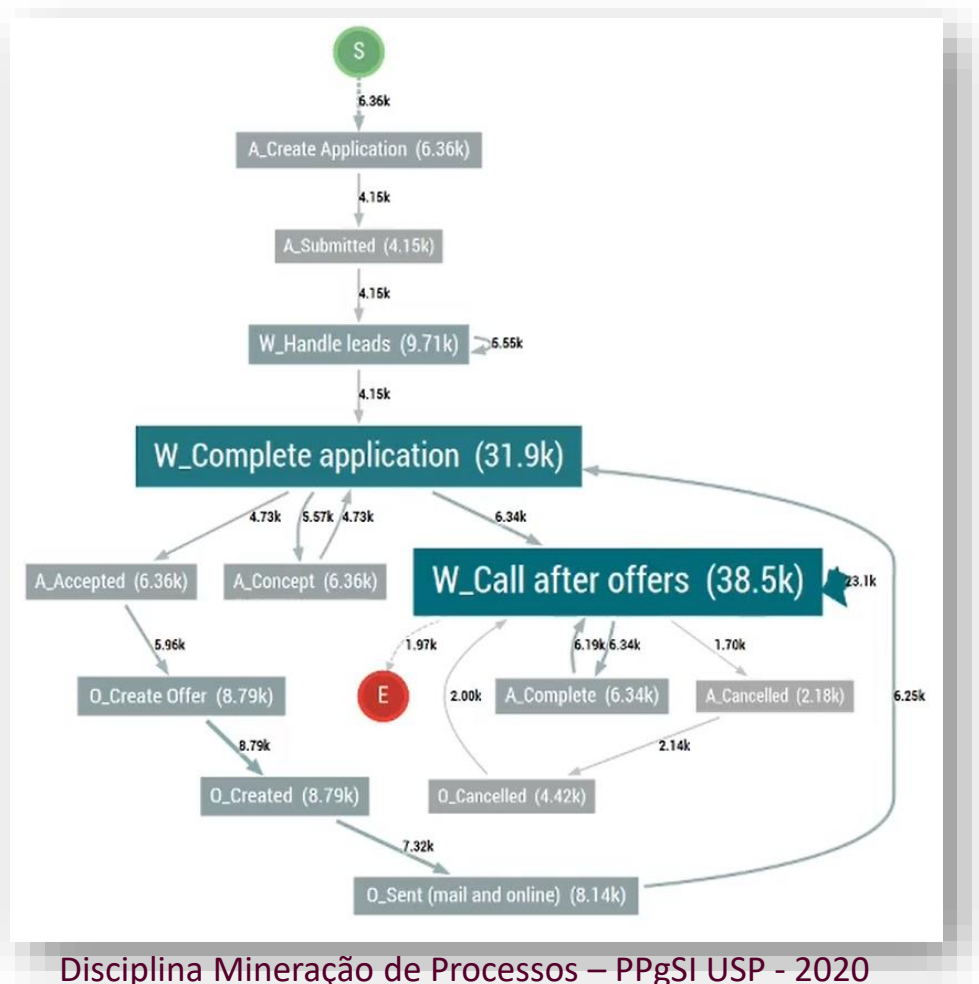 S
6.36k
A_Create Application (6.36k)
4.15k
A_Submitted (4.15k)
4.15k
W_Handle leads (9.71k)
6.55k
4.15k
W_Complete application (31.9k)
4.73k
5.57k
4.73k
6.34k
A_Accepted (6.36k)
A_Concept (6.36k)
W_Call after offers (38.5k)
23.1k
5.96k
1.97k
6.19k
6.34k
1.70k
O_Create Offer (8.79k)
E
2.00k
A_Complete (6.34k)
A_Cancelled (2.18k)
6.25k
8.79k
2.14k
O_Created (8.79k)
O_Cancelled (4.42k)
7.32k
O_Sent (mail and online) (8.14k)
Disciplina Mineração de Processos – PPgSI USP - 2020